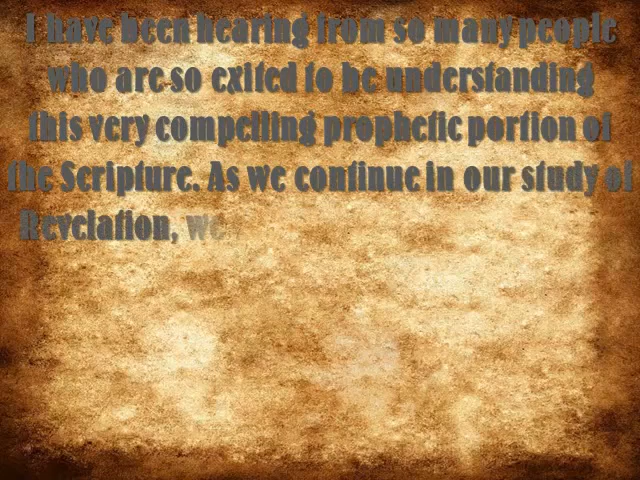 I have been hearing from so many people
who are so exited to be understanding
this very compelling prophetic portion of
the Scripture. As we continue in our study of
Revelation, we